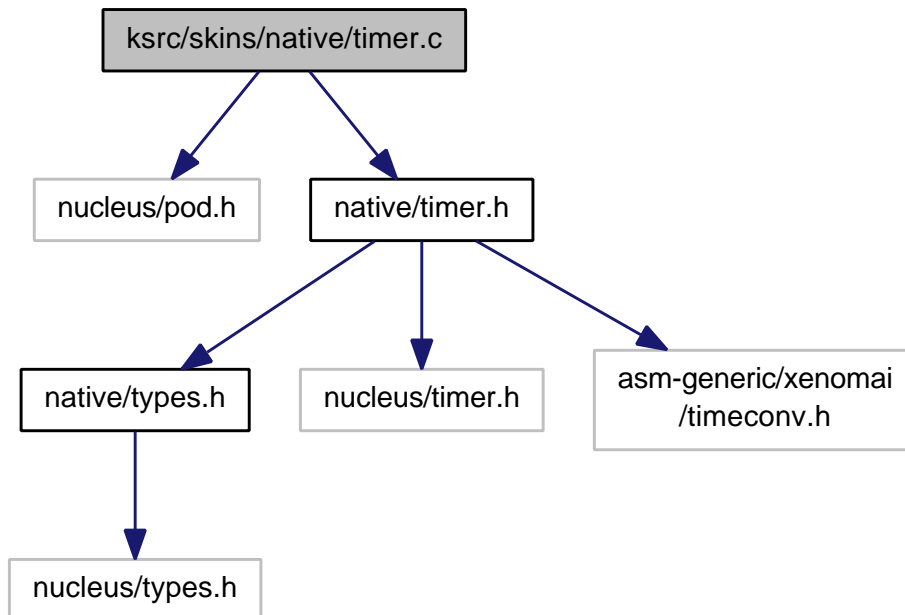 ksrc/skins/native/timer.c
nucleus/pod.h
native/timer.h
native/types.h
nucleus/timer.h
asm-generic/xenomai
/timeconv.h
nucleus/types.h